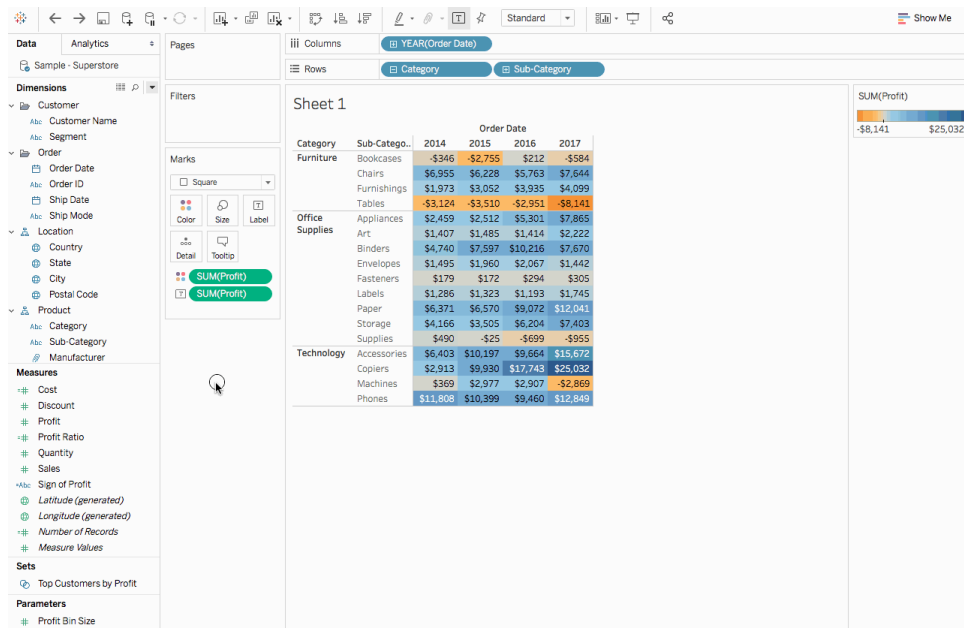 Standard
Show Me
Data Analytics
Sample - Superstore
Dimensions
Customer
Abc Customer Name
Abc Segment
Order
Order Date
Abc Order ID
Ship Date
Abc Ship Mode
Location
Country
State
City
Postal Code
Product
Abc Category
Abc Sub-Category
Manufacturer
Measures
=# Cost
# Discount
# Profit
=# Profit Ratio
# Quantity
# Sales
=Abc Sign of Profit
Latitude (generated)
Longitude (generated)
=# Number of Records
# Measure Values
Sets
Top Customers by Profit
Parameters
# Profit Bin Size
Pages
Filters
Marks
Square
Color Size T Label
Detail Tooltip
SUM(Profit)
T SUM(Profit)
Columns YEAR(Order Date)
Rows Category Sub-Category
Sheet 1
Order Date
Category Sub-Catego.. 2014 2015 2016 2017
Furniture Bookcases -$346 -$2,755 $212 -$584
Chairs $6,955 $6,228 $5,763 $7,644
Furnishings $1,973 $3,052 $3,935 $4,099
Tables -$3,124 -$3,510 -$2,951 -$8,141
Office Supplies Appliances $2,459 $2,512 $5,301 $7,865
Art $1,407 $1,485 $1,414 $2,222
Binders $4,740 $7,597 $10,216 $7,670
Envelopes $1,495 $1,960 $2,067 $1,442
Fasteners $179 $172 $294 $305
Labels $1,286 $1,323 $1,193 $1,745
Paper $6,371 $6,570 $9,072 $12,041
Storage $4,166 $3,505 $6,204 $7,403
Supplies $490 -$25 -$699 -$955
Technology Accessories $6,403 $10,197 $9,664 $15,672
Copiers $2,913 $9,930 $17,743 $25,032
Machines $369 $2,977 $2,907 -$2,869
Phones $11,808 $10,399 $9,460 $12,849
SUM(Profit)
-$8,141 $25,032